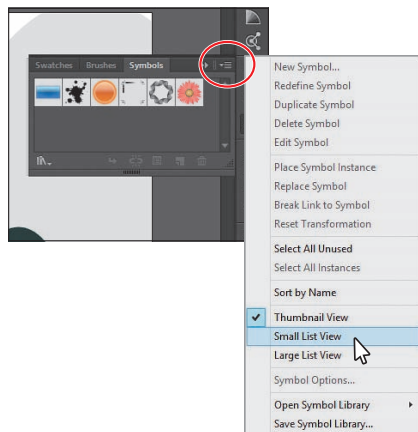 Swatches Brushes Symbols
New Symbol...
Redefine Symbol
Duplicate Symbol
Delete Symbol
Edit Symbol
Place Symbol Instance
Replace Symbol
Break Link to Symbol
Reset Transformation
Select All Unused
Select All Instances
Sort by Name
Thumbnail View
Small List View
Large List View
Symbol Options...
Open Symbol Library
Save Symbol Library...